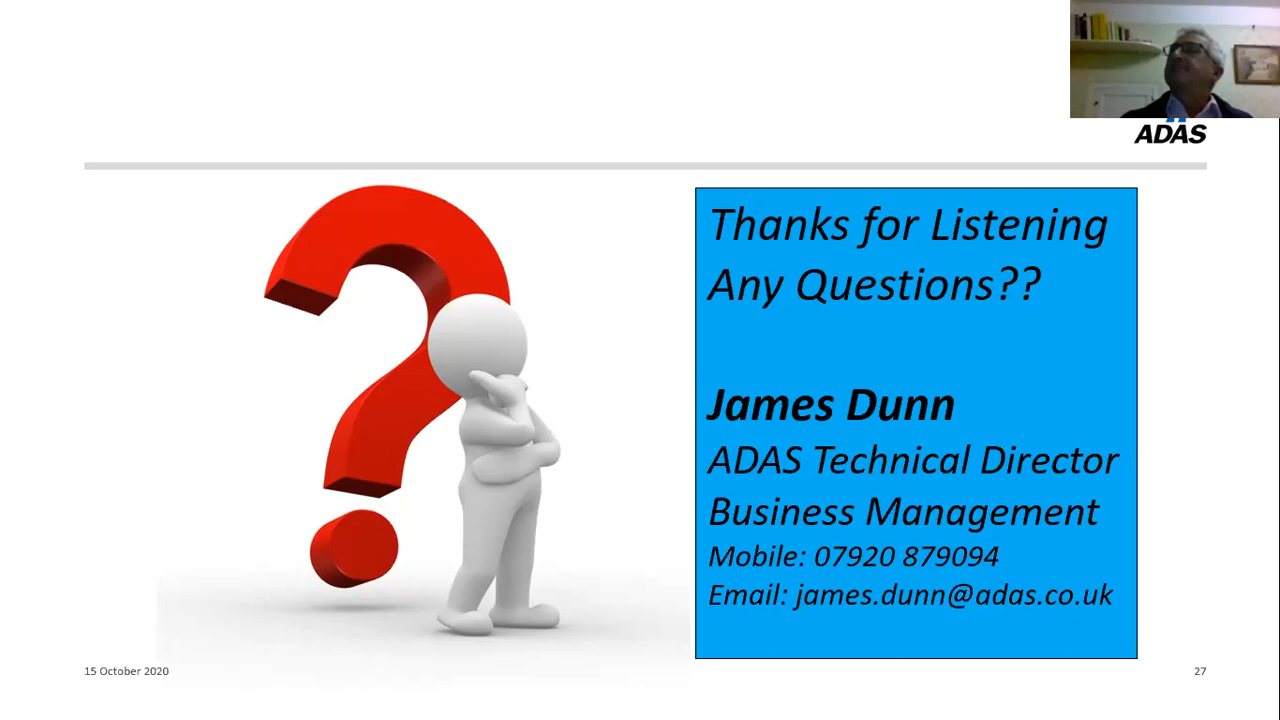 ADAS
Thanks for Listening
Any Questions??
James Dunn
ADAS Technical Director
Business Management
Mobile: 07920 879094
Email: james.dunn@adas.co.uk
15 October 2020
27